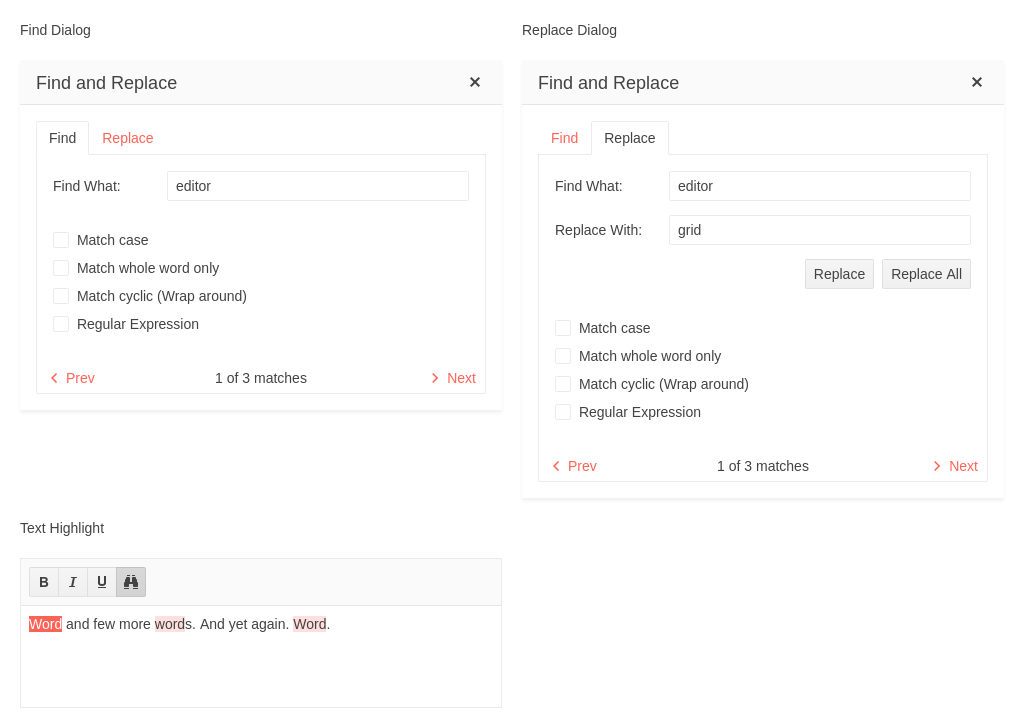 Find Dialog
Find and Replace
Find Replace
Find What: editor
Match case
Match whole word only
Match cyclic (Wrap around)
Regular Expression
Prev 1 of 3 matches Next
Replace Dialog
Find and Replace
Find Replace
Find What: editor
Replace With: grid
Replace Replace All
Match case
Match whole word only
Match cyclic (Wrap around)
Regular Expression
Prev 1 of 3 matches Next
Text Highlight
B I U
Word and few more words. And yet again. Word.